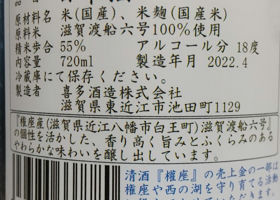 原材料名 米(国産)、米麹(国産米)
原料米 滋賀渡船六号100%使用
精米歩合 55% アルコール分 18度
内容量 720ml 製造年月 2022.4
冷蔵庫にて保存ください。
製造者 喜多酒造株式会社
滋賀県東近江市池田町1129
『権座産(滋賀県近江八幡市白王町)滋賀渡船六号』
の個性を活かした、香り高く旨みとふくらみのある
やわらかな味わいを醸し出しています。
清酒『權座』の売上金の一部は
権座や西の湖を守り育てる活動